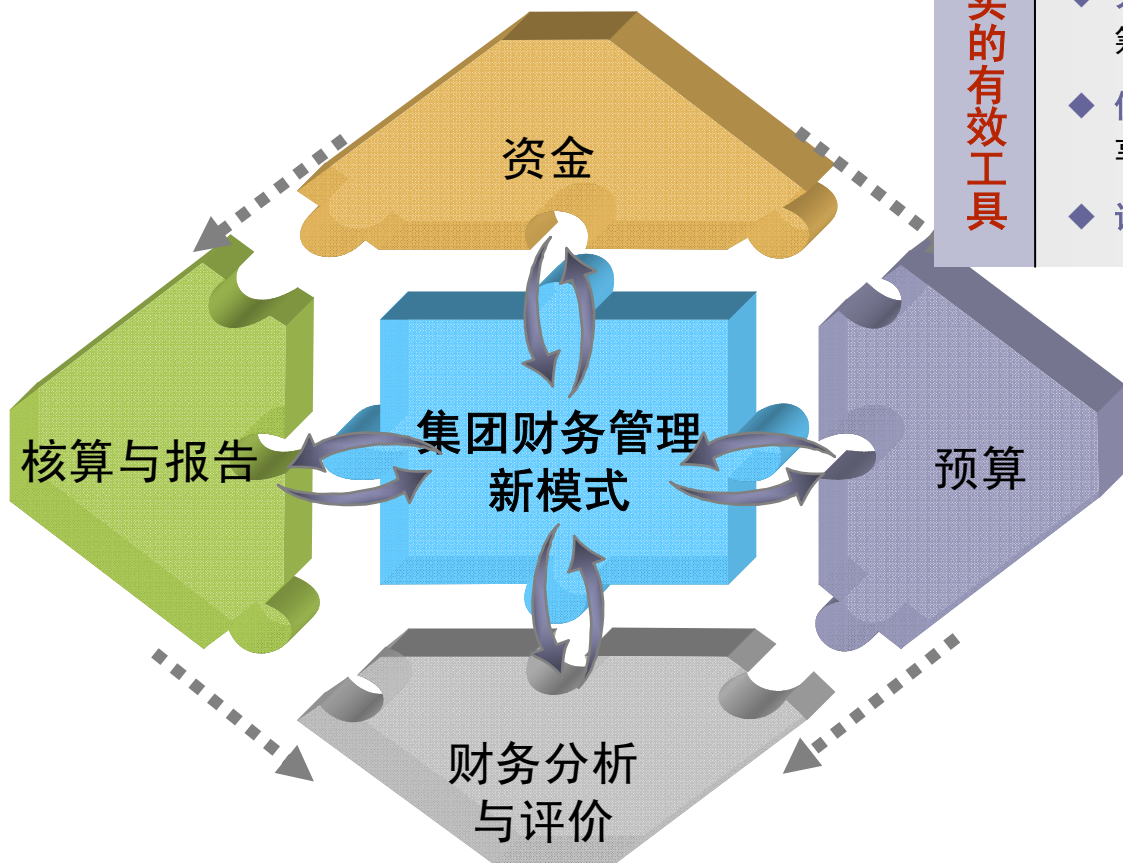 资金
核算与报告
集团财务管理
新模式
预算
财务分析
与评价
的有效工具